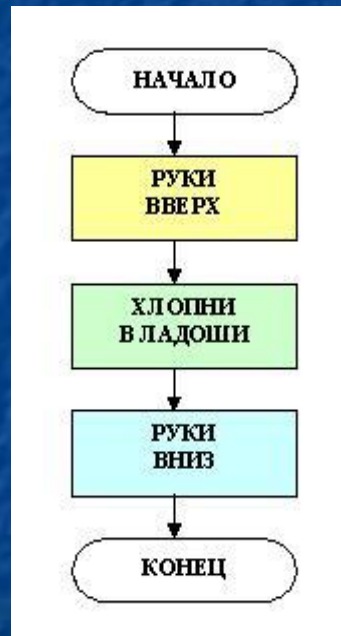 НАЧАЛО
РУКИ
ВВЕРХ
ХЛОПНИ
В ЛАДОШИ
РУКИ
ВНИЗ
КОНЕЦ